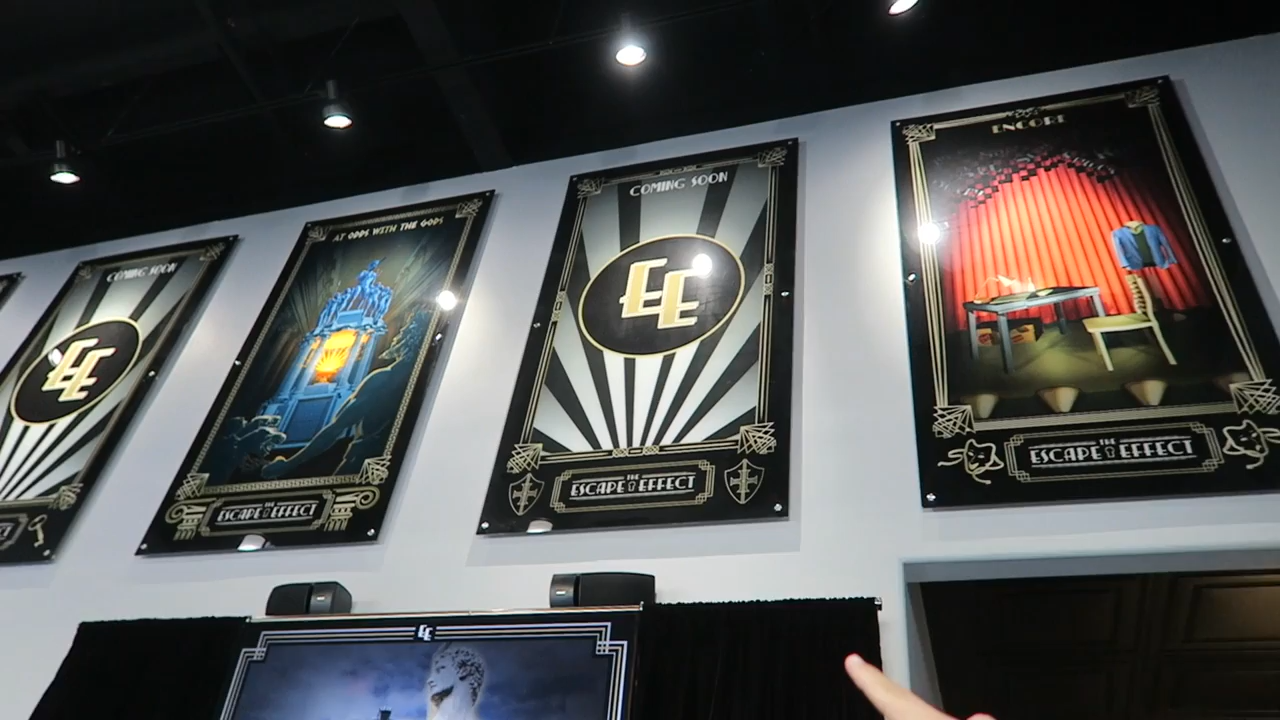 COMING SOON
EE
AT ODDS WITH THE GODS
THE
ESCAPE EFFECT
COMING SOON
EE
THE
ESCAPE EFFECT
ENCORE
THE
ESCAPE EFFECT
EE